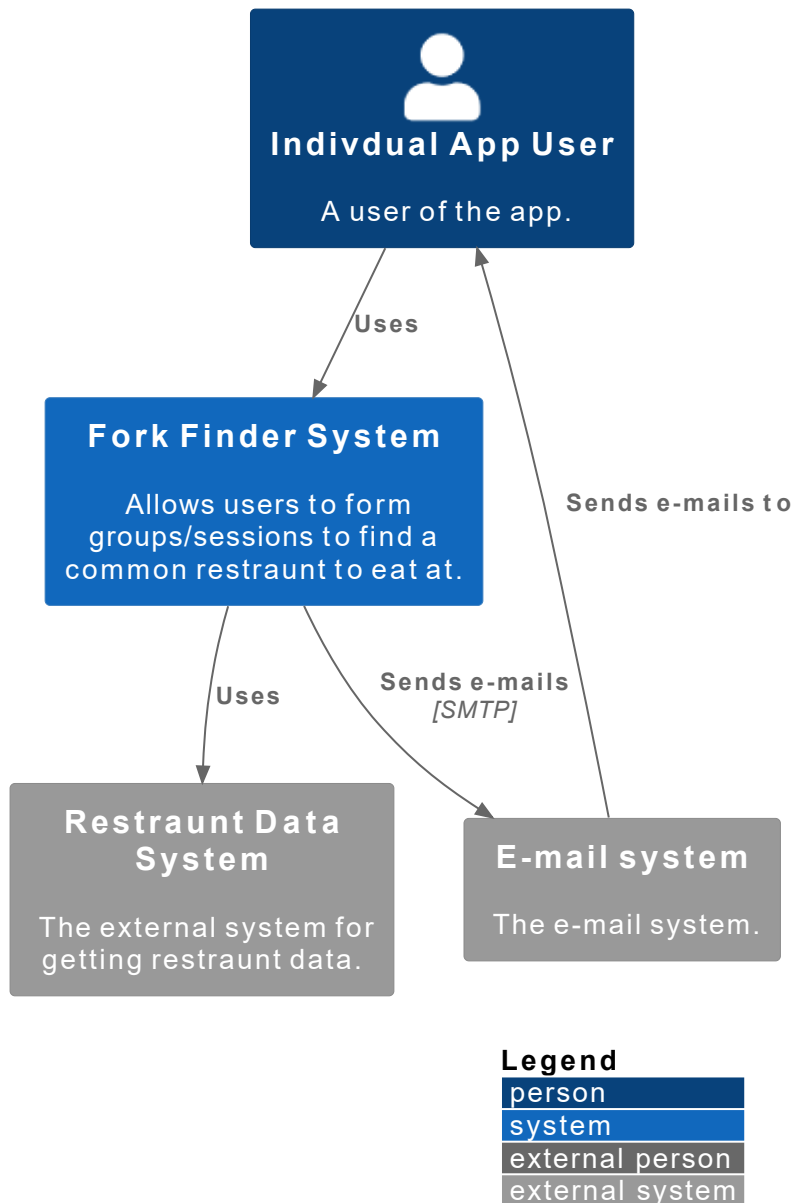 Indivdual App User
A user of the app.
Uses
Fork Finder System
Allows users to form
groups/sessions to find a
common restraunt to eat at.
Sends e-mails to
Uses
Sends e-mails
[SMTP]
Restraunt Data
System
The external system for
getting restraunt data.
E-mail system
The e-mail system.
Legend
person
system
external person
external system